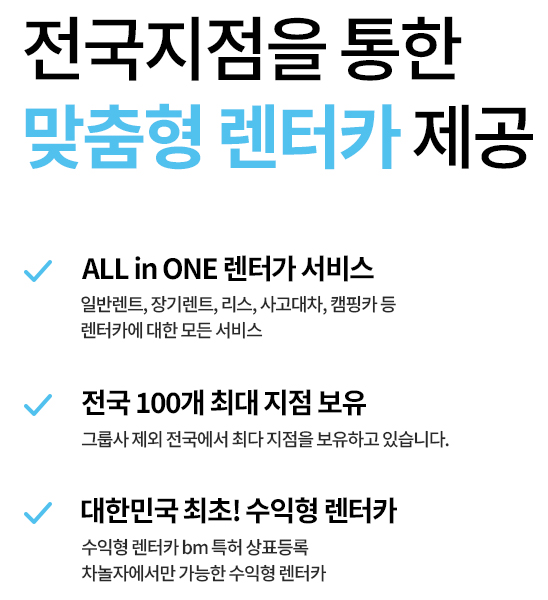 전국지점을 통한
맞춤형 렌터카 제공
ALL in ONE 렌터가 서비스
일반렌트, 장기렌트, 리스, 사고대차, 캠핑카 등
렌터카에 대한 모든 서비스
전국 100개 최대 지점 보유
그룹사 제외 전국에서 최다 지점을 보유하고 있습니다.
대한민국 최초! 수익형 렌터카
수익형 렌터카 bm 특허 상표등록
차놀자에서만 가능한 수익형 렌터카